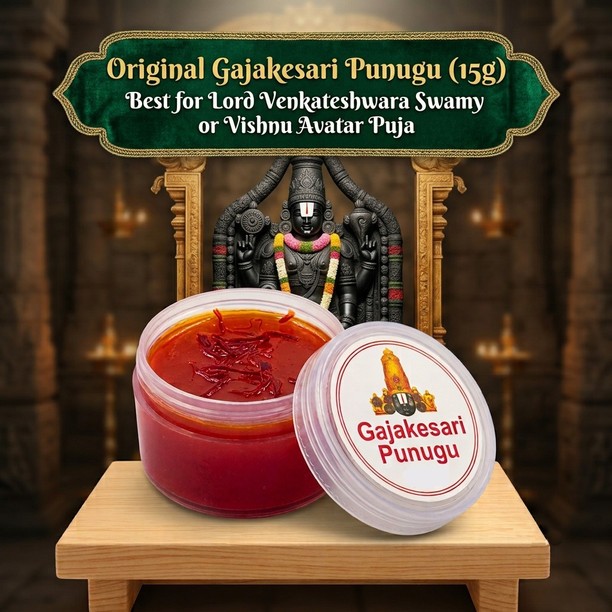 Original Gajakesari Punugu (15g)
Best for Lord Venkateshwara Swamy
or Vishnu Avatar Puja
Gajakesari
Punugu